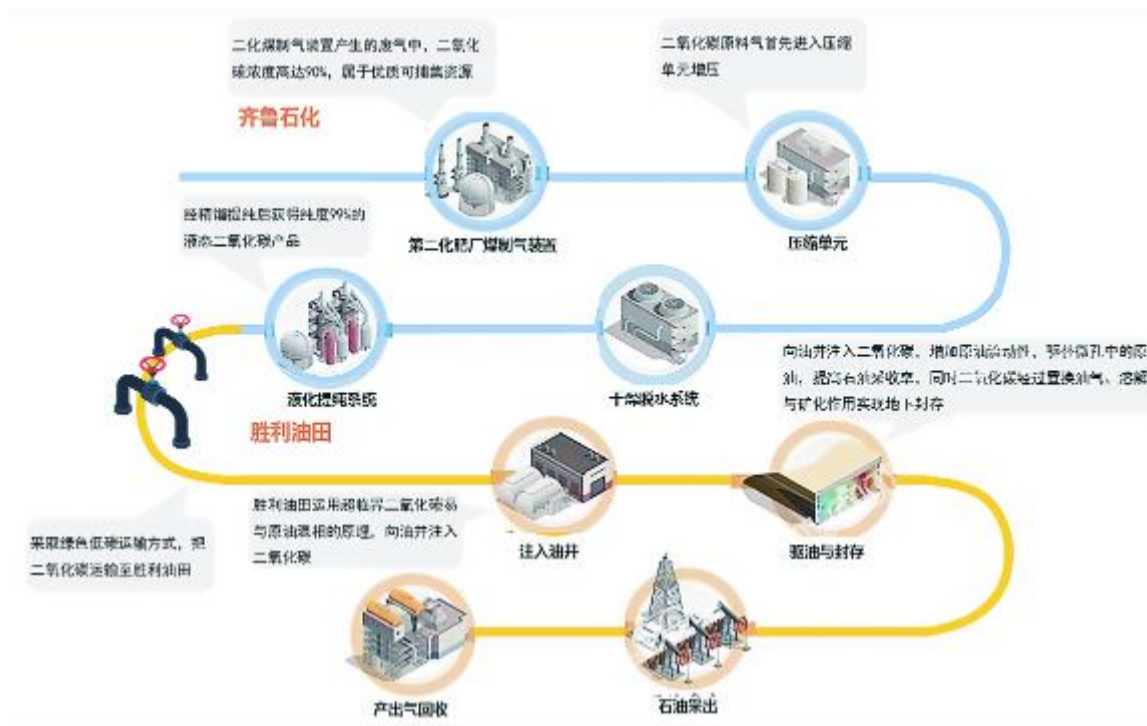 二化煤制气装置产生的废气中，二氧化
碳浓度高达90%，属于优质可捕集资源
二氧化碳原料气首先进入压缩
单元增压
齐鲁石化
经精馏提纯后获得纯度99%的
液态二氧化碳产品
第二化肥厂煤制气装置
压缩单元
向油井注入二氧化碳，增加原油流动性，驱替微孔中的原
油，提高石油采收率，同时二氧化碳经过置换油气、溶解
与矿化作用实现地下封存
液化提纯系统
干燥脱水系统
胜利油田
胜利油田运用超临界二氧化碳易
与原油混相的原理，向油井注入
二氧化碳
采取绿色低碳运输方式，把
二氧化碳运输至胜利油田
注入油井
驱油与封存
产出气回收
石油采出